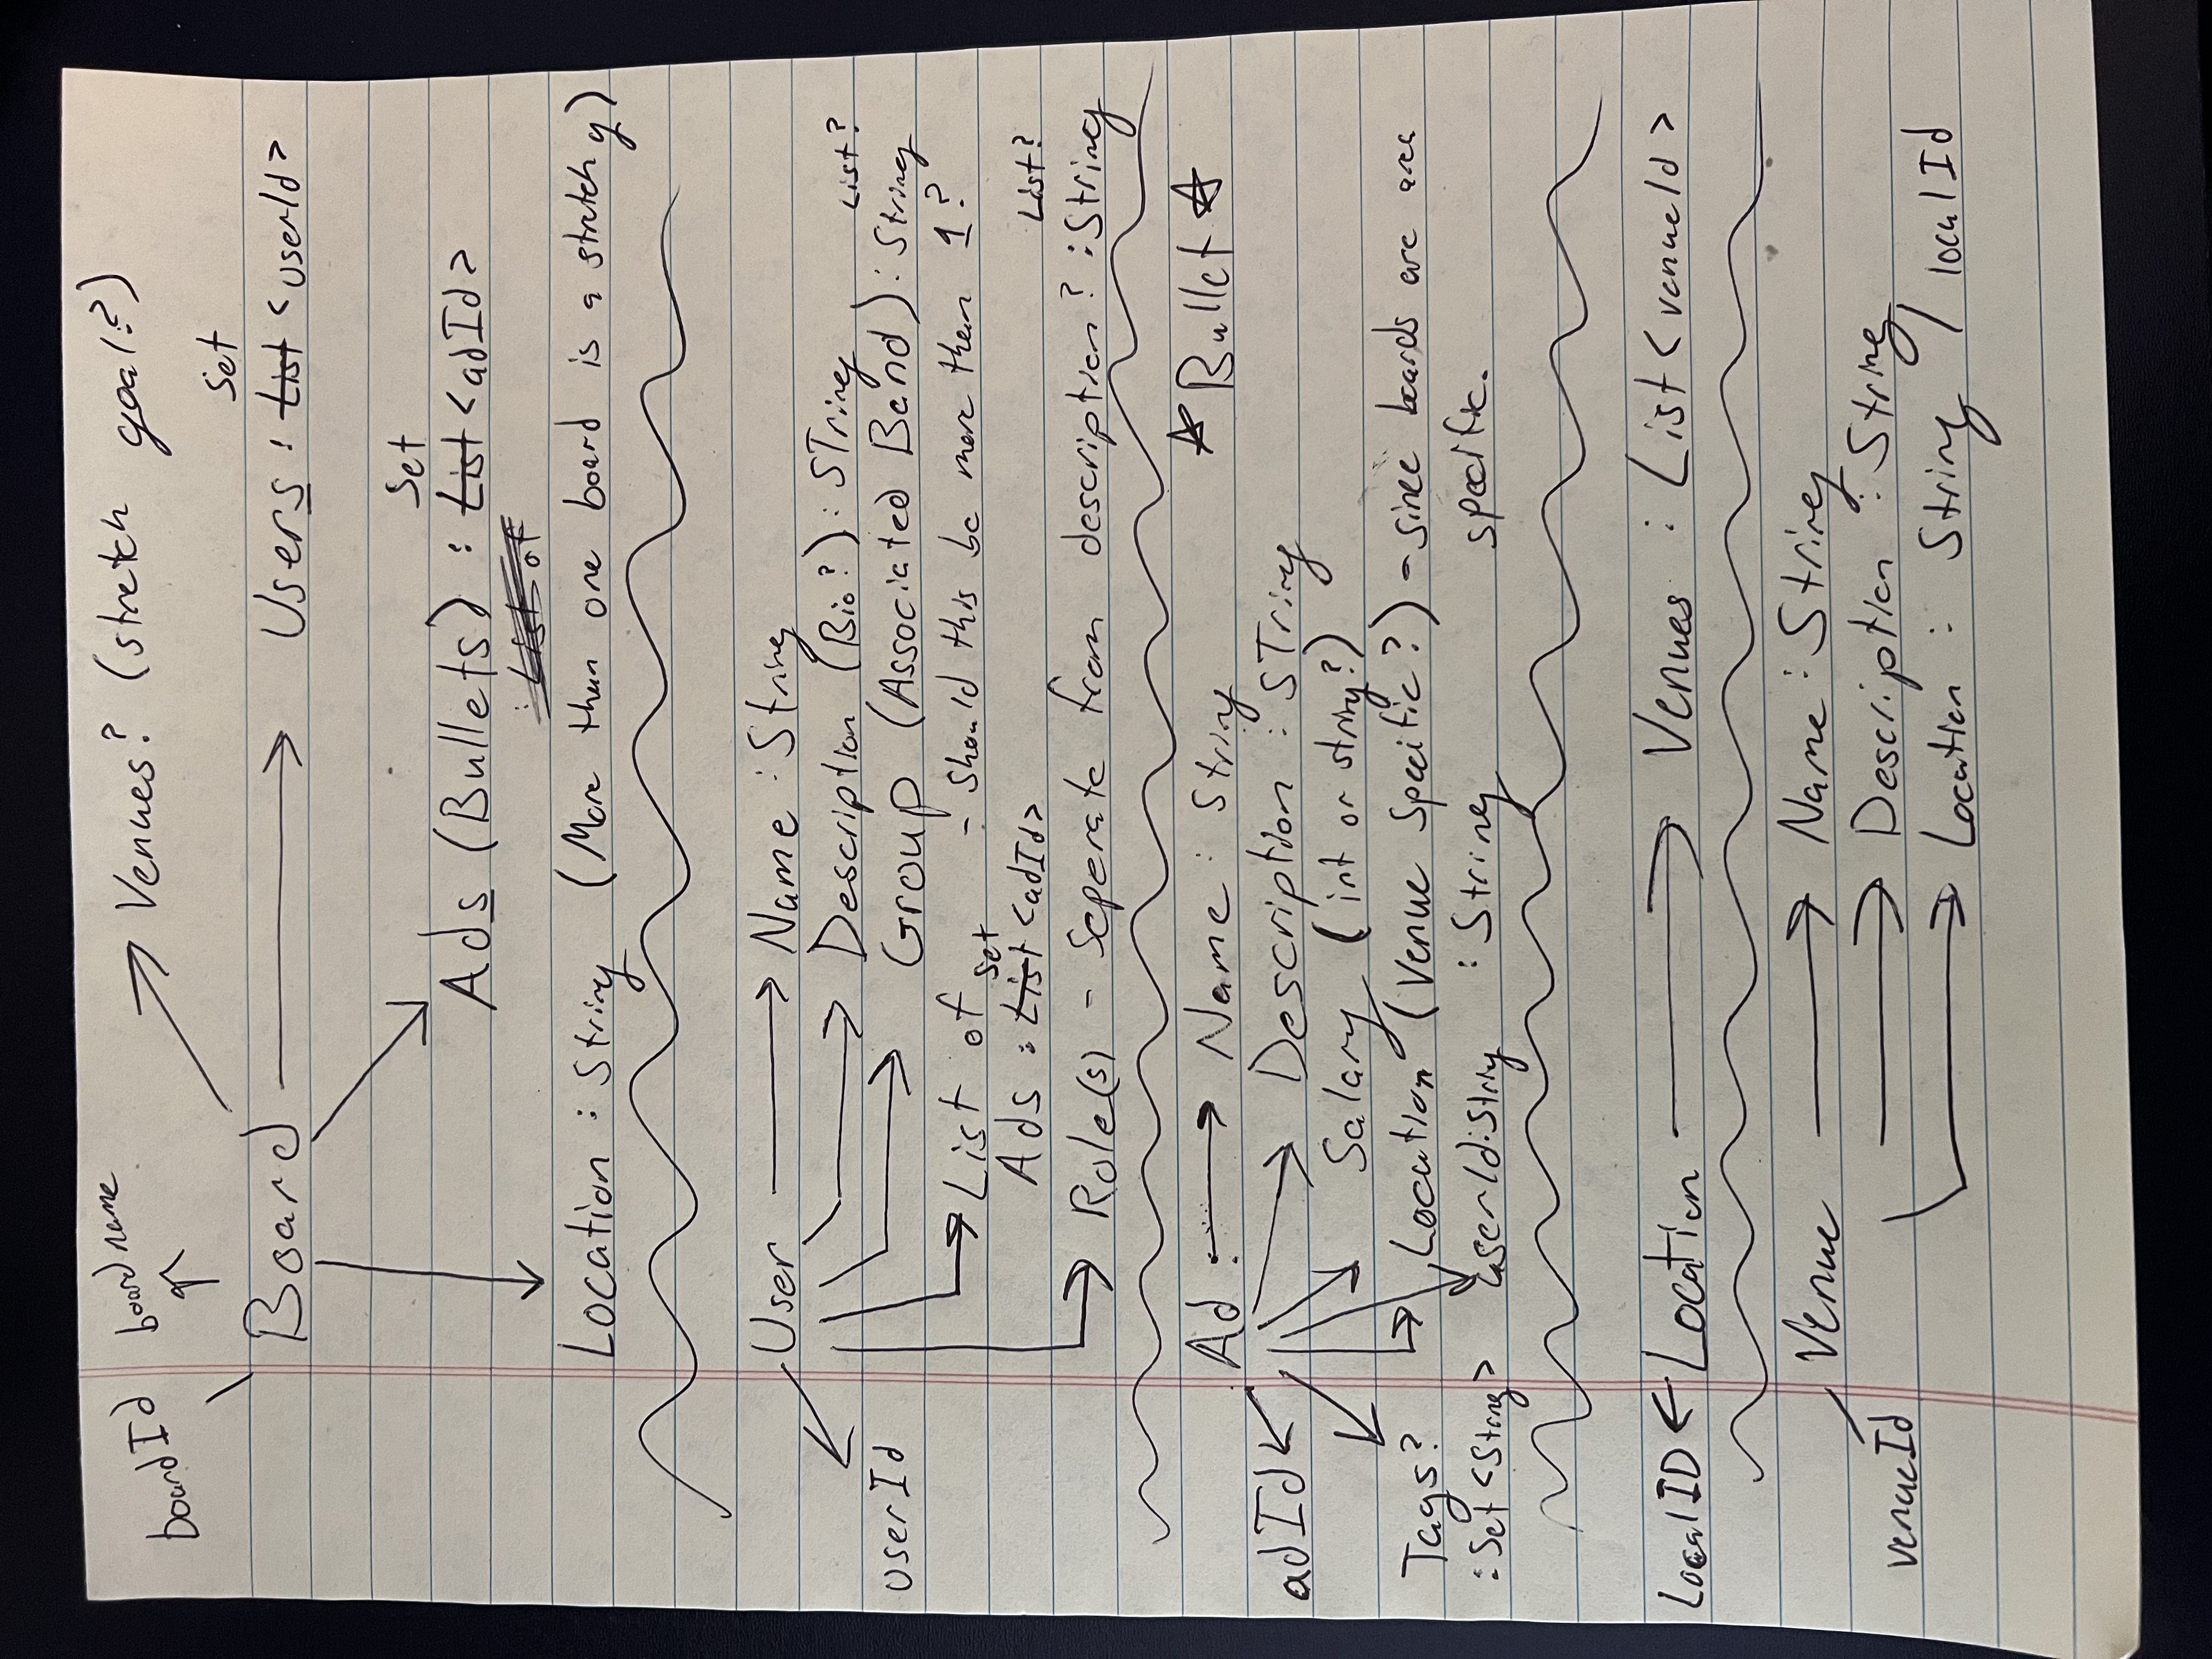 boardId
board name
Venues? (stretch goal?)
Set
Board
Users : List <userId>
Set
Ads (Bullets) : List <adId>
: List of
Location : String (More than one board is a stretch g)
User
Name : String
Description (Bio?) : STring
List?
userId
Group (Associated Band) : String
List of
- Should this be more than 1?
set
Ads : List <adId>
List?
Role(s) - Seperate from description? : String
Ad :
Name : String
☆ Bullet ☆
adId
Description : STring
Salary (int or string?)
Tags?
Location (Venue Specific?) - since boards are area
: Set <String>
userId: String
: String
specific.
LocalID
Location
Venues : List <venueId>
Venue
Name : String
venueId
Description : String
Location : String / localId